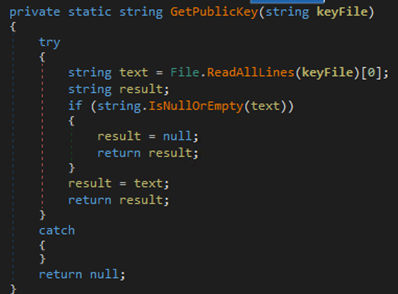 private static string GetPublicKey(string keyFile)
{
    try
    {
        string text = File.ReadAllLines(keyFile)[0];
        string result;
        if (string.IsNullOrEmpty(text))
        {
            result = null;
            return result;
        }
        result = text;
        return result;
    }
    catch
    {
    }
    return null;
}